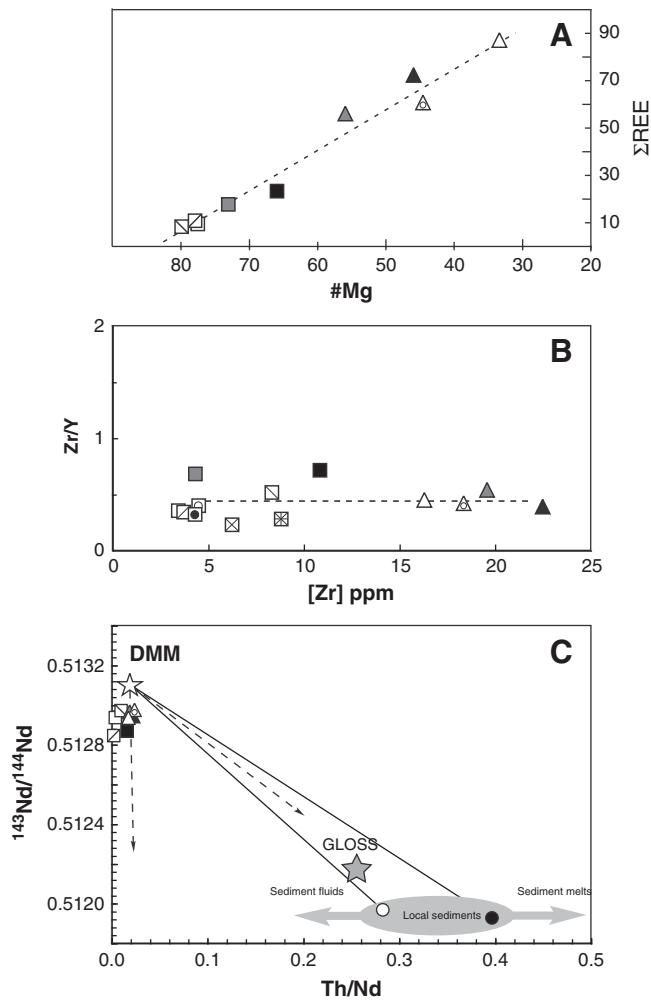 A
90
70
50
30
10
ΣREE
80 70 60 50 40 30 20
#Mg
B
2
1
0
Zr/Y
0 5 10 15 20 25
[Zr] ppm
C
DMM
0.5132
0.5128
0.5124
0.5120
143Nd/144Nd
GLOSS
Sediment fluids
Sediment melts
Local sediments
0.0 0.1 0.2 0.3 0.4 0.5
Th/Nd